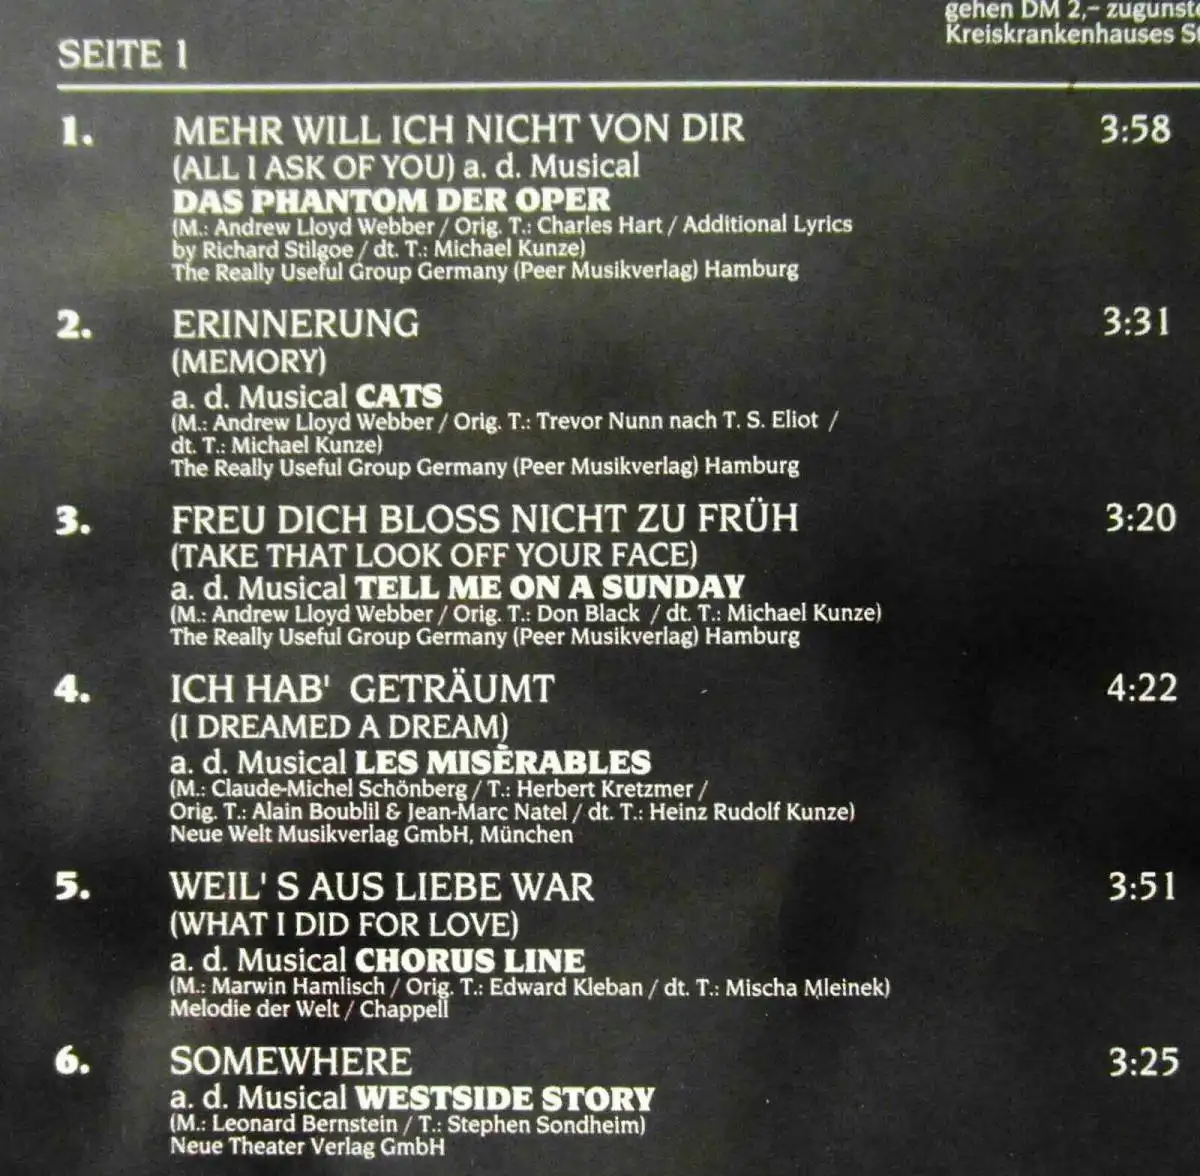 gehen DM 2,– zugunste
Kreiskrankenhauses S
SEITE 1
1. MEHR WILL ICH NICHT VON DIR 3:58
(ALL I ASK OF YOU) a. d. Musical
DAS PHANTOM DER OPER
(M.: Andrew Lloyd Webber / Orig. T.: Charles Hart / Additional Lyrics
by Richard Stilgoe / dt. T.: Michael Kunze)
The Really Useful Group Germany (Peer Musikverlag) Hamburg
2. ERINNERUNG 3:31
(MEMORY)
a. d. Musical CATS
(M.: Andrew Lloyd Webber / Orig. T.: Trevor Nunn nach T. S. Eliot /
dt. T.: Michael Kunze)
The Really Useful Group Germany (Peer Musikverlag) Hamburg
3. FREU DICH BLOSS NICHT ZU FRÜH 3:20
(TAKE THAT LOOK OFF YOUR FACE)
a. d. Musical TELL ME ON A SUNDAY
(M.: Andrew Lloyd Webber / Orig. T.: Don Black / dt. T.: Michael Kunze)
The Really Useful Group Germany (Peer Musikverlag) Hamburg
4. ICH HAB' GETRÄUMT 4:22
(I DREAMED A DREAM)
a. d. Musical LES MISÈRABLES
(M.: Claude-Michel Schönberg / T.: Herbert Kretzmer /
Orig. T.: Alain Boublil & Jean-Marc Natel / dt. T.: Heinz Rudolf Kunze)
Neue Welt Musikverlag GmbH, München
5. WEIL' S AUS LIEBE WAR 3:51
(WHAT I DID FOR LOVE)
a. d. Musical CHORUS LINE
(M.: Marwin Hamlisch / Orig. T.: Edward Kleban / dt. T.: Mischa Mleinek)
Melodie der Welt / Chappell
6. SOMEWHERE 3:25
a. d. Musical WESTSIDE STORY
(M.: Leonard Bernstein / T.: Stephen Sondheim)
Neue Theater Verlag GmbH